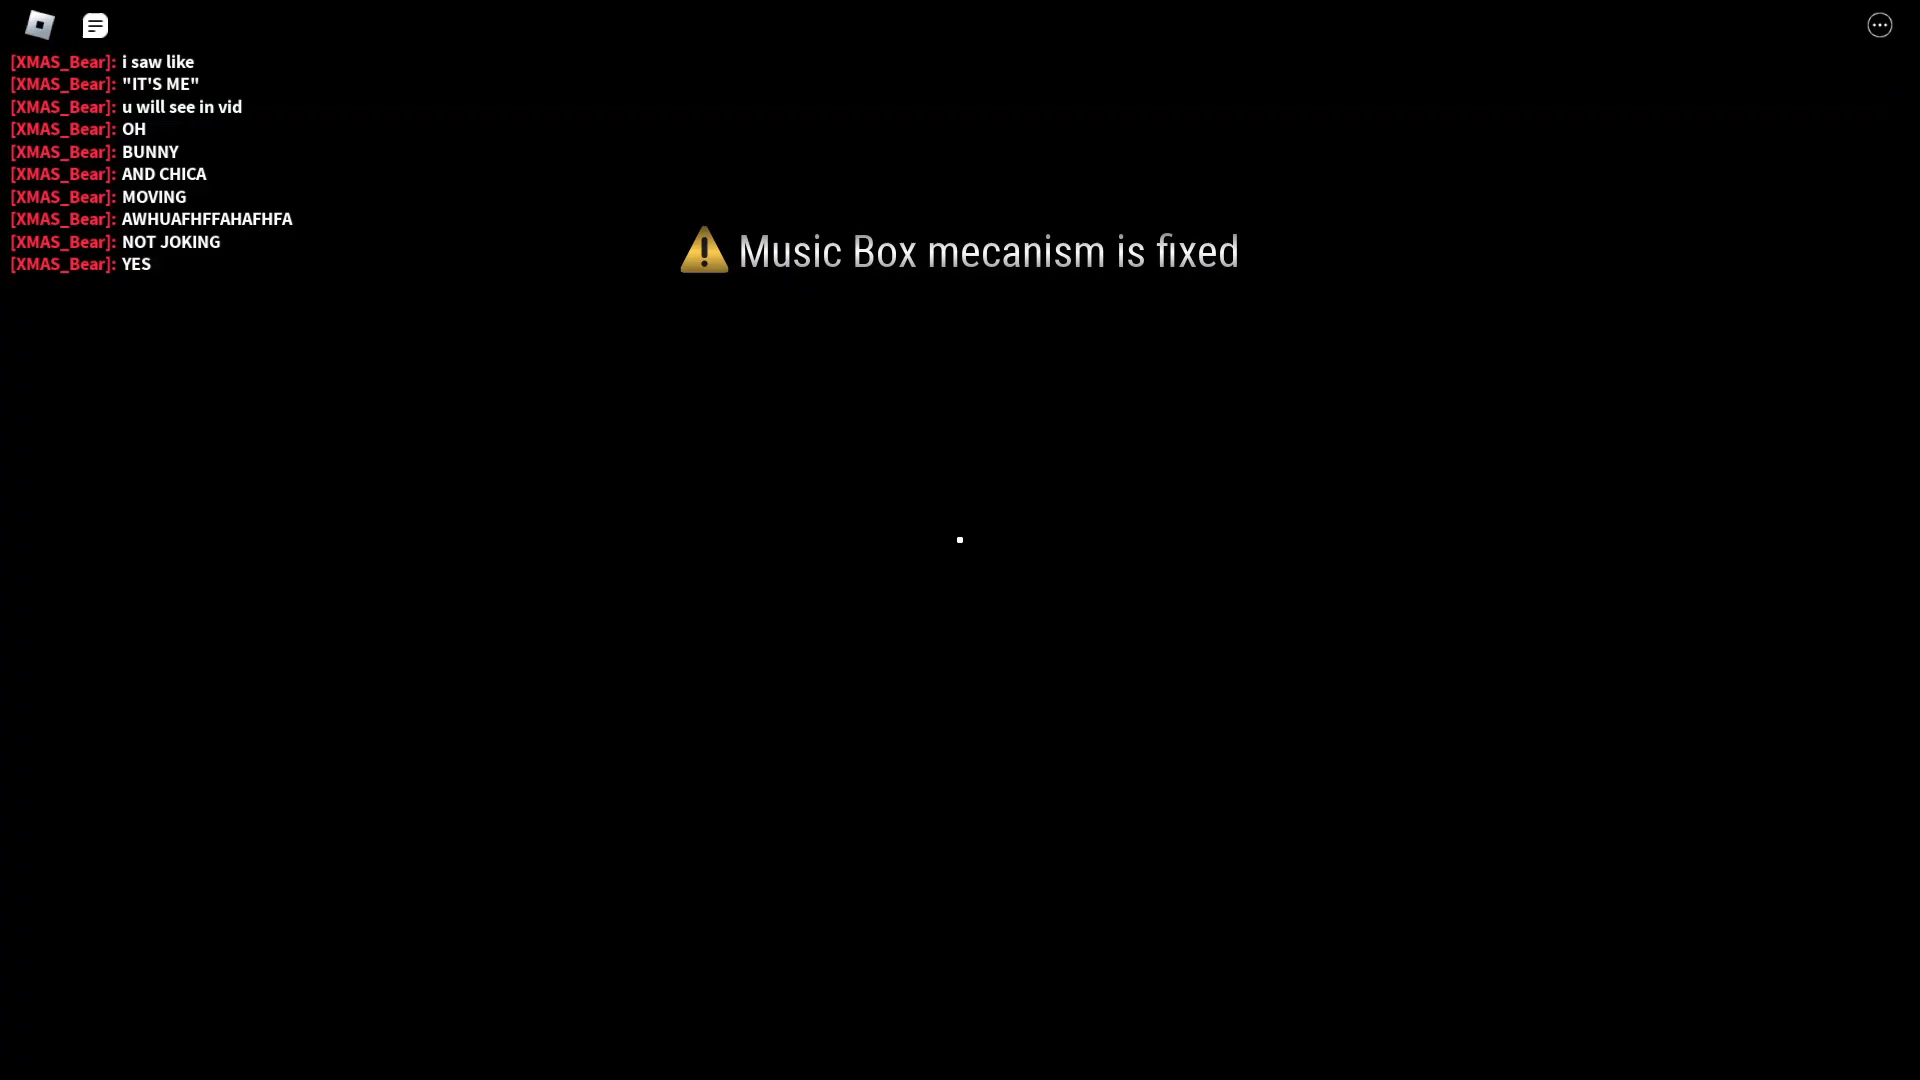 [XMAS_Bear]: i saw like
[XMAS_Bear]: "IT'S ME"
[XMAS_Bear]: u will see in vid
[XMAS_Bear]: OH
[XMAS_Bear]: BUNNY
[XMAS_Bear]: AND CHICA
[XMAS_Bear]: MOVING
[XMAS_Bear]: AWHUAFHFFAHAFHFA
[XMAS_Bear]: NOT JOKING
[XMAS_Bear]: YES
⚠ Music Box mecanism is fixed